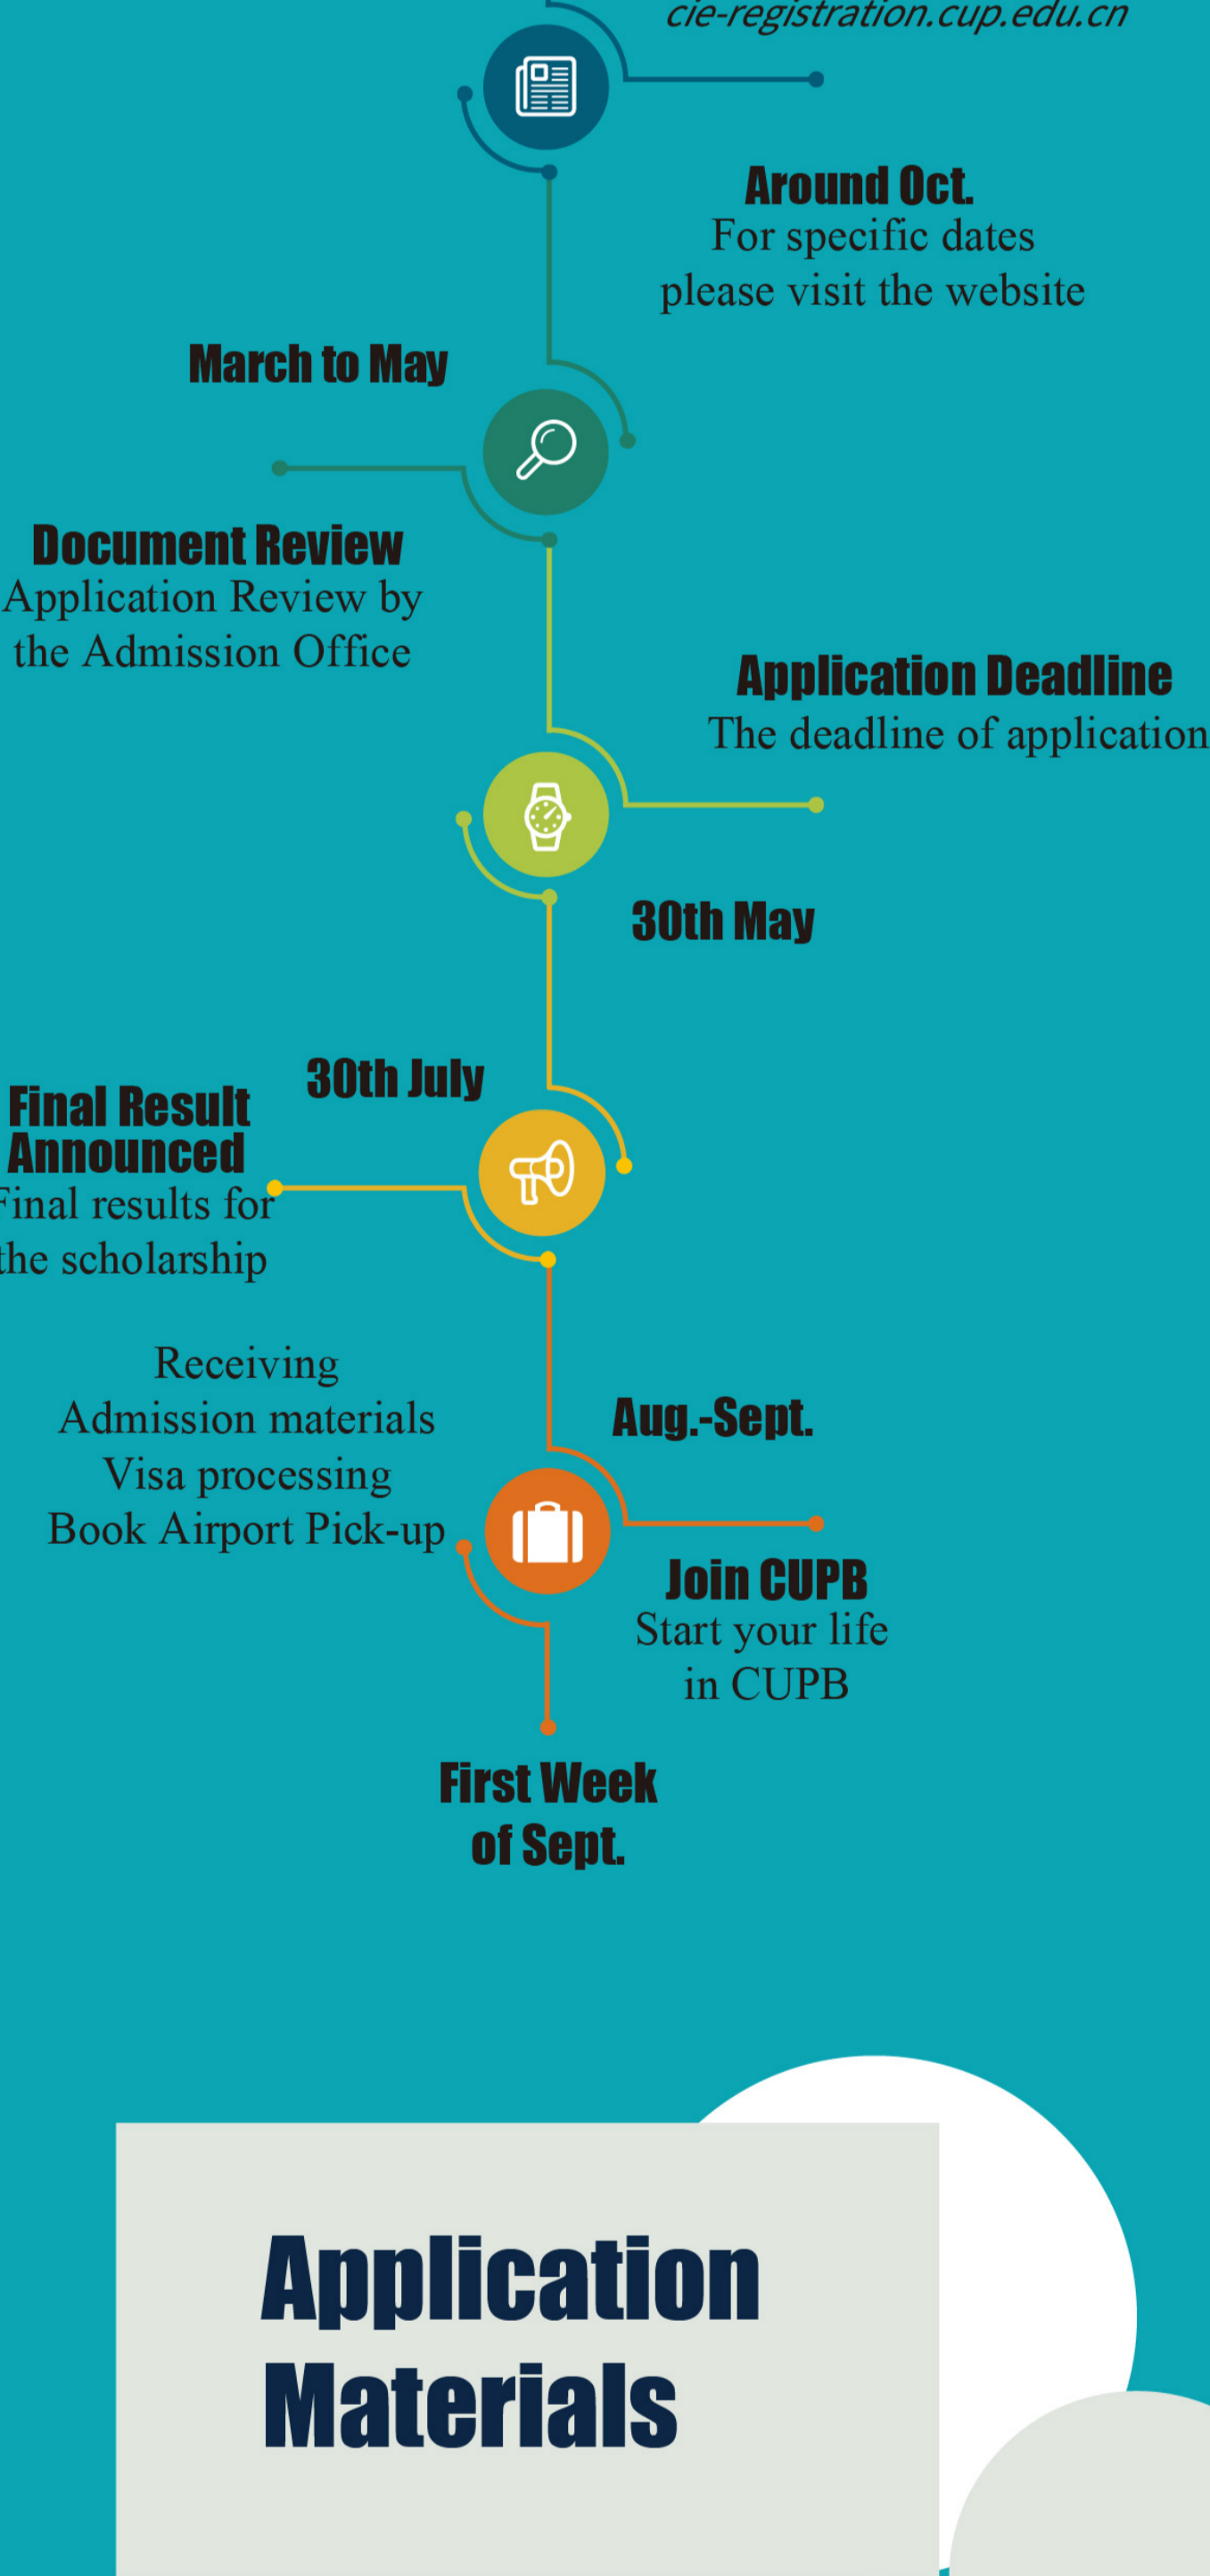 cie-registration.cup.edu.cn
Around Oct.
For specific dates
please visit the website
March to May
Document Review
Application Review by
the Admission Office
Application Deadline
The deadline of application
30th May
30th July
Final Result
Announced
Final results for
the scholarship
Receiving
Admission materials
Visa processing
Book Airport Pick-up
Aug.-Sept.
Join CUPB
Start your life
in CUPB
First Week
of Sept.
Application
Materials